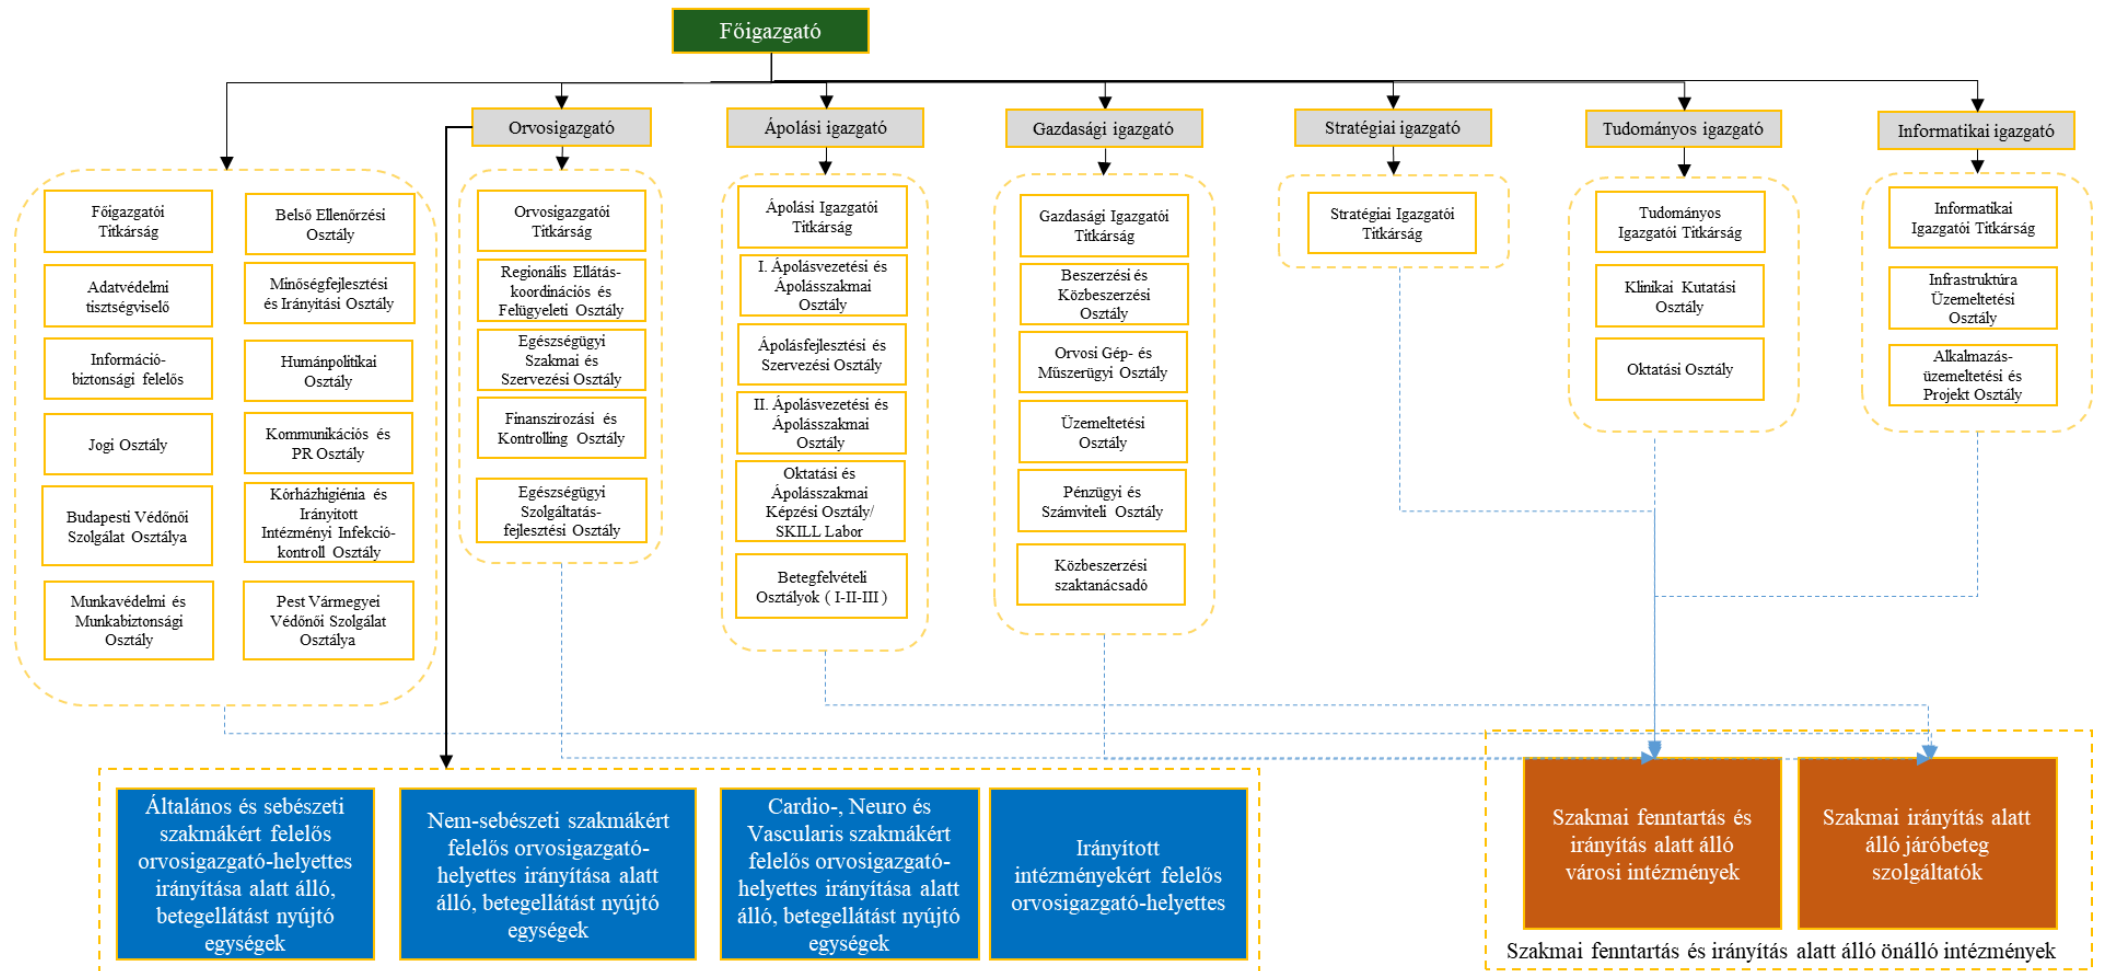 Főigazgató
Orvosigazgató
Ápolási igazgató
Gazdasági igazgató
Stratégiai igazgató
Tudományos igazgató
Informatikai igazgató
Főigazgatói
Titkárság
Adatvédelmi
tisztségviselő
Információ-
biztonsági felelős
Jogi Osztály
Budapesti Védőnői
Szolgálat Osztálya
Munkavédelmi és
Munkabiztonsági
Osztály
Belső Ellenőrzési
Osztály
Minőségfejlesztési
és Irányítási Osztály
Humánpolitikai
Osztály
Kommunikációs és
PR Osztály
Kórházhigiénia és
Irányított
Intézményi Infekció-
kontroll Osztály
Pest Vármegyei
Védőnői Szolgálat
Osztálya
Orvosigazgatói
Titkárság
Regionális Ellátás-
koordinációs és
Felügyeleti Osztály
Egészségügyi
Szakmai és
Szervezési Osztály
Finanszírozási és
Kontrolling Osztály
Egészségügyi
Szolgáltatás-
fejlesztési Osztály
Ápolási Igazgatói
Titkárság
I. Ápolásvezetési és
Ápolásszakmai
Osztály
Ápolásfejlesztési és
Szervezési Osztály
II. Ápolásvezetési és
Ápolásszakmai
Osztály
Oktatási és
Ápolásszakmai
Képzési Osztály/
SKILL Labor
Betegfelvételi
Osztályok ( I-II-III )
Gazdasági Igazgatói
Titkárság
Beszerzési és
Közbeszerzési
Osztály
Orvosi Gép- és
Műszerügyi Osztály
Üzemeltetési
Osztály
Pénzügyi és
Számviteli Osztály
Közbeszerzési
szaktanácsadó
Stratégiai Igazgatói
Titkárság
Tudományos
Igazgatói Titkárság
Klinikai Kutatási
Osztály
Oktatási Osztály
Informatikai
Igazgatói Titkárság
Infrastruktúra
Üzemeltetési
Osztály
Alkalmazás-
üzemeltetési és
Projekt Osztály
Általános és sebészeti
szakmákért felelős
orvosigazgató-helyettes
irányítása alatt álló,
betegellátást nyújtó
egységek
Nem-sebészeti szakmákért
felelős orvosigazgató-
helyettes irányítása alatt
álló, betegellátást nyújtó
egységek
Cardio-, Neuro és
Vascularis szakmákért
felelős orvosigazgató-
helyettes irányítása alatt
álló, betegellátást nyújtó
egységek
Irányított
intézményekért felelős
orvosigazgató-helyettes
Szakmai fenntartás és
irányítás alatt álló
városi intézmények
Szakmai irányítás alatt
álló járóbeteg
szolgáltatók
Szakmai fenntartás és irányítás alatt álló önálló intézmények